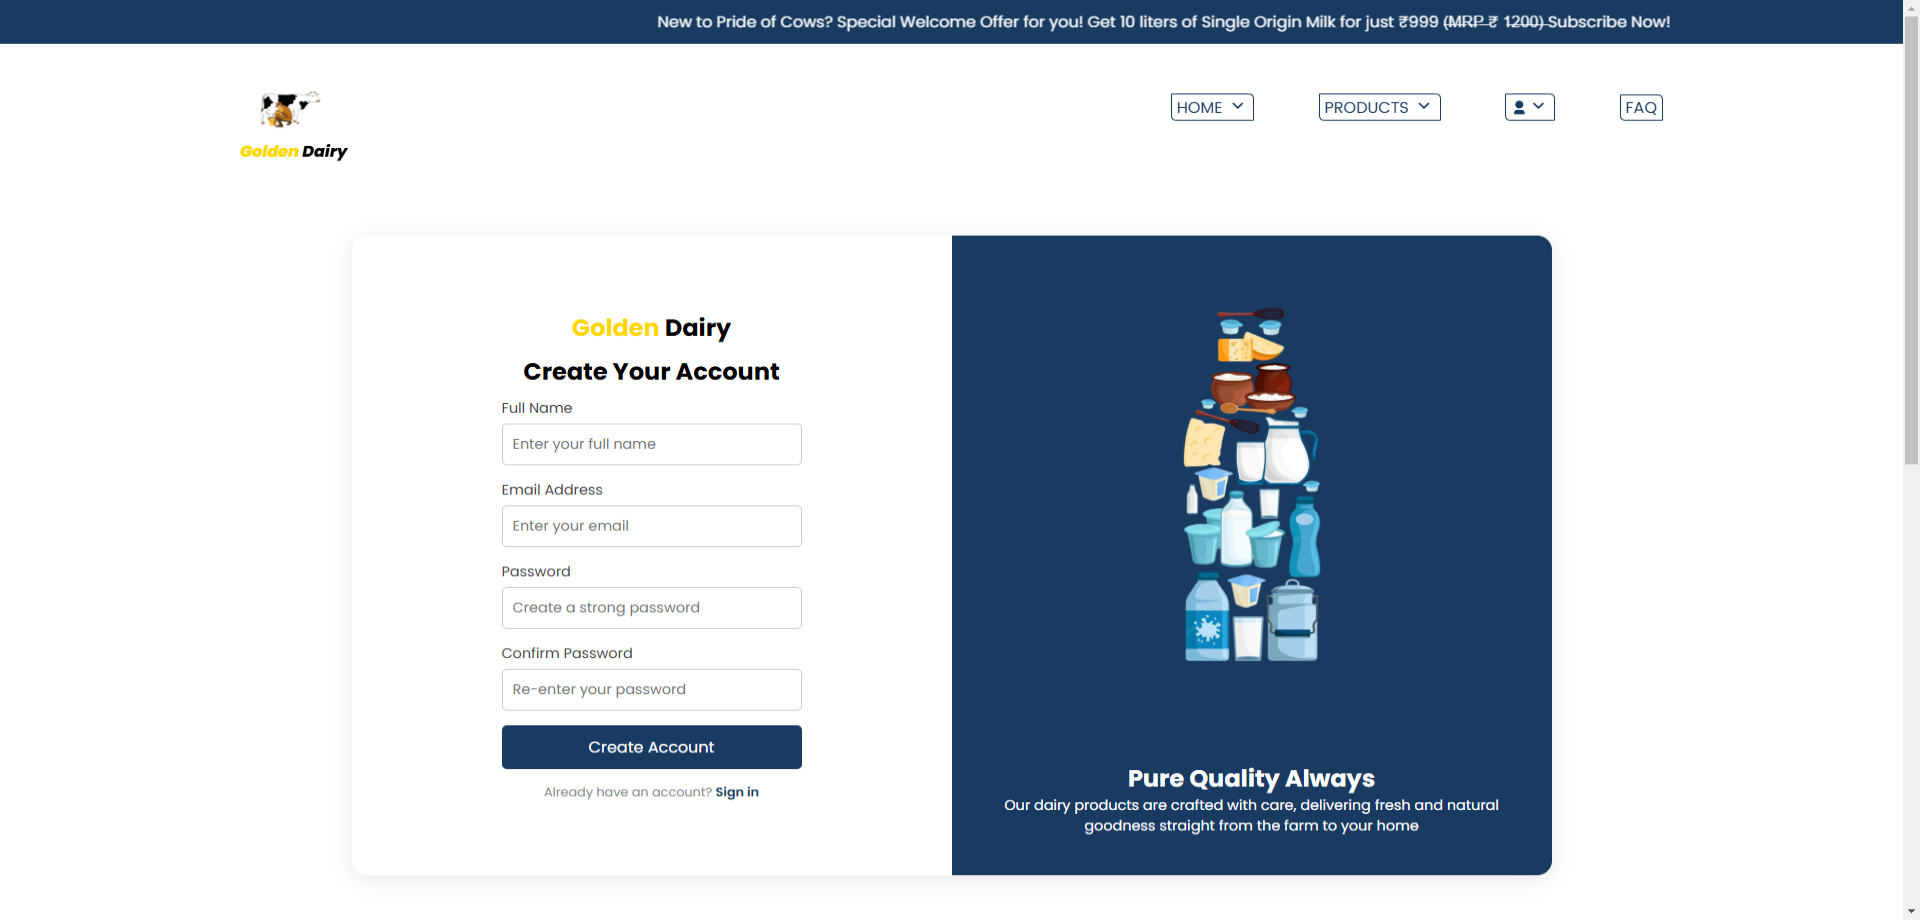 New to Pride of Cows? Special Welcome Offer for you! Get 10 liters of Single Origin Milk for just ₹999 (MRP ₹ 1200) Subscribe Now!
HOME
PRODUCTS
FAQ
Golden Dairy
Golden Dairy
Create Your Account
Full Name
Enter your full name
Email Address
Enter your email
Password
Create a strong password
Confirm Password
Re-enter your password
Create Account
Already have an account? Sign in
Pure Quality Always
Our dairy products are crafted with care, delivering fresh and natural
goodness straight from the farm to your home